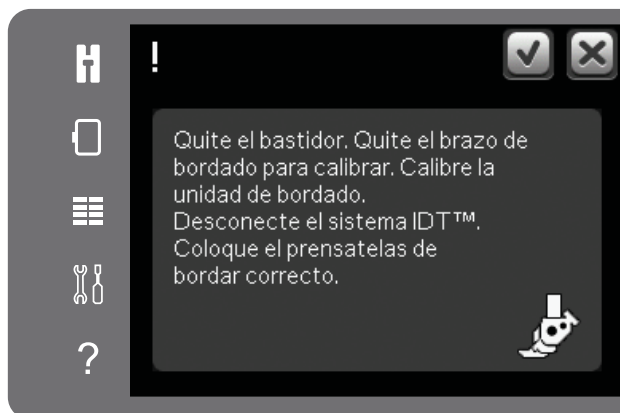 !
Quite el bastidor. Quite el brazo de
bordado para calibrar. Calibre la
unidad de bordado.
Desconecte el sistema IDT™.
Coloque el prensatelas de
bordar correcto.
?